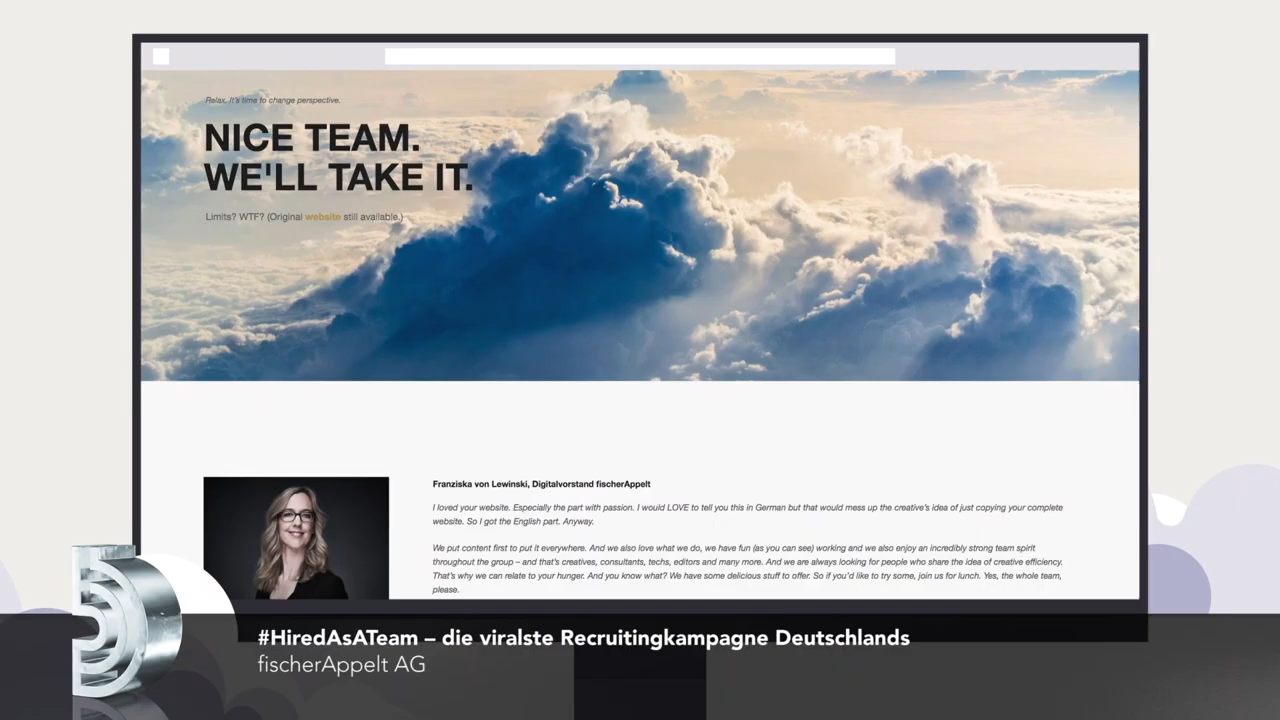 Relax. It's time to change perspective.
NICE TEAM.
WE'LL TAKE IT.
Limits? WTF? (Original website still available.)
Franziska von Lewinski, Digitalvorstand fischerAppelt
I loved your website. Especially the part with passion. I would LOVE to tell you this in German but that would mess up the creative's idea of just copying your complete
website. So I got the English part. Anyway.
We put content first to put it everywhere. And we also love what we do, we have fun (as you can see) working and we also enjoy an incredibly strong team spirit
throughout the group – and that's creatives, consultants, techs, editors and many more. And we are always looking for people who share the idea of creative efficiency.
That's why we can relate to your hunger. And you know what? We have some delicious stuff to offer. So if you'd like to try some, join us for lunch. Yes, the whole team,
please.
#HiredAsATeam – die viralste Recruitingkampagne Deutschlands
fischerAppelt AG